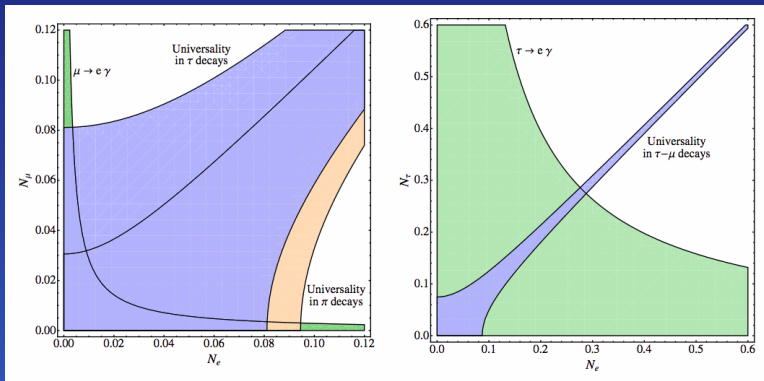 0.12
0.10
0.08
0.06
0.04
0.02
0.00
N_μ
μ → e γ
Universality
in τ decays
Universality
in π decays
0.00 0.02 0.04 0.06 0.08 0.10 0.12
N_e
0.6
0.5
0.4
0.3
0.2
0.1
0.0
N_τ
τ → e γ
Universality
in τ−μ decays
0.0 0.1 0.2 0.3 0.4 0.5 0.6
N_e